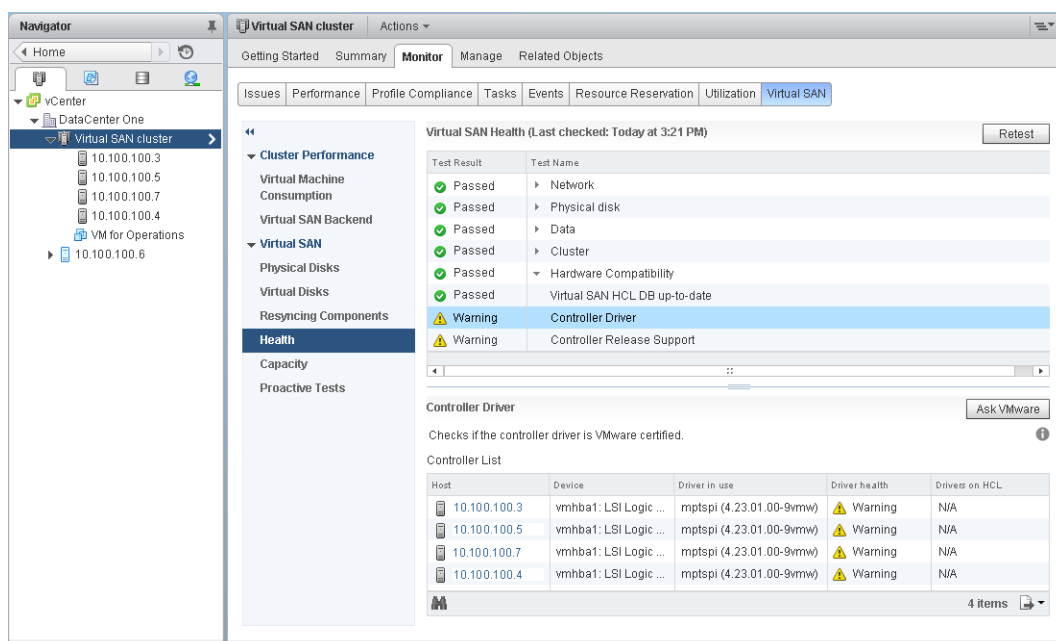 Navigator
Home
vCenter
DataCenter One
Virtual SAN cluster
10.100.100.3
10.100.100.5
10.100.100.7
10.100.100.4
VM for Operations
10.100.100.6
Virtual SAN cluster Actions
Getting Started Summary Monitor Manage Related Objects
Issues Performance Profile Compliance Tasks Events Resource Reservation Utilization Virtual SAN
Cluster Performance
Virtual Machine
Consumption
Virtual SAN Backend
Virtual SAN
Physical Disks
Virtual Disks
Resyncing Components
Health
Capacity
Proactive Tests
Virtual SAN Health (Last checked: Today at 3:21 PM) Retest
Test Result Test Name
Passed Network
Passed Physical disk
Passed Data
Passed Cluster
Passed Hardware Compatibility
Passed Virtual SAN HCL DB up-to-date
Warning Controller Driver
Warning Controller Release Support
Controller Driver Ask VMware
Checks if the controller driver is VMware certified.
Controller List
Host Device Driver in use Driver health Drivers on HCL
10.100.100.3 vmhba1: LSI Logic ... mptspi (4.23.01.00-9vmw) Warning N/A
10.100.100.5 vmhba1: LSI Logic ... mptspi (4.23.01.00-9vmw) Warning N/A
10.100.100.7 vmhba1: LSI Logic ... mptspi (4.23.01.00-9vmw) Warning N/A
10.100.100.4 vmhba1: LSI Logic ... mptspi (4.23.01.00-9vmw) Warning N/A
4 items